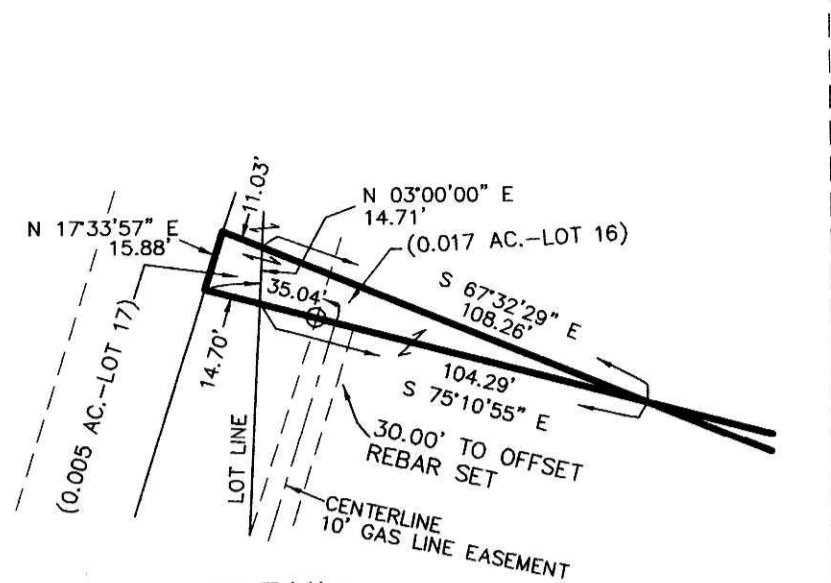 11.03'
N 17°33'57" E
15.88'
N 03°00'00" E
14.71'
(0.017 AC.-LOT 16)
S 67°32'29" E
108.26'
35.04'
14.70'
(0.005 AC.-LOT 17)
104.29'
S 75°10'55" E
LOT LINE
30.00' TO OFFSET
REBAR SET
CENTERLINE
10' GAS LINE EASEMENT